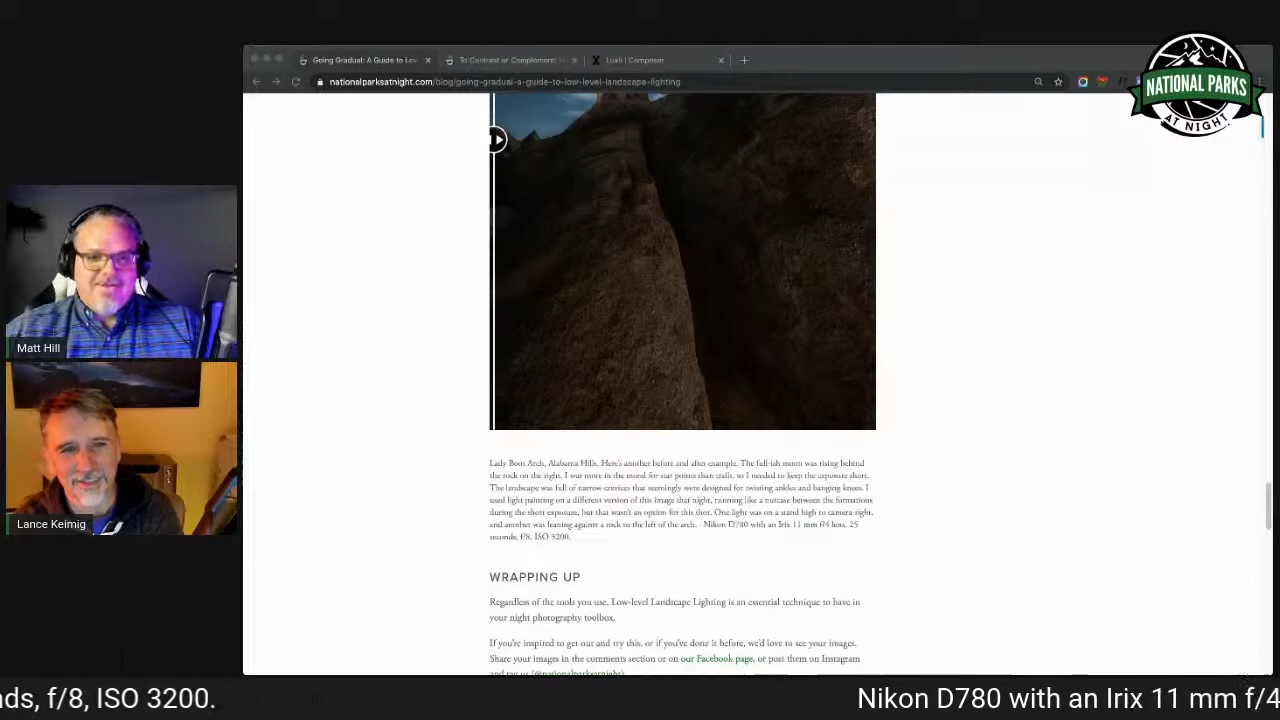 Going Gradual: A Guide to Lov
To Contrast or Complement: H
Luxli | Composer
nationalparksatnight.com/blog/going-gradual-a-guide-to-low-level-landscape-lighting
NATIONAL PARKS
AT NIGHT
Matt Hill
Lance Keimig
Lady Boot Arch, Alabama Hills. Here's another before and after example. The full-ish moon was rising behind
the rock on the right. I was more in the mood for star points than trails, so I needed to keep the exposure short.
The landscape was full of narrow crevices that seemingly were designed for twisting ankles and banging knees. I
used light painting on a different version of this image that night, running like a maniac between the formations
during the short exposure, but that wasn't an option for this shot. One light was on a stand high to camera right,
and another was leaning against a rock to the left of the arch. Nikon D780 with an Irix 11 mm f/4 lens. 25
seconds, f/8, ISO 3200.
WRAPPING UP
Regardless of the tools you use, Low-level Landscape Lighting is an essential technique to have in
your night photography toolbox.
If you're inspired to get out and try this, or if you've done it before, we'd love to see your images.
Share your images in the comments section or on our Facebook page, or post them on Instagram
and tag us (@nationalparksatnight).
nds, f/8, ISO 3200.
Nikon D780 with an Irix 11 mm f/4